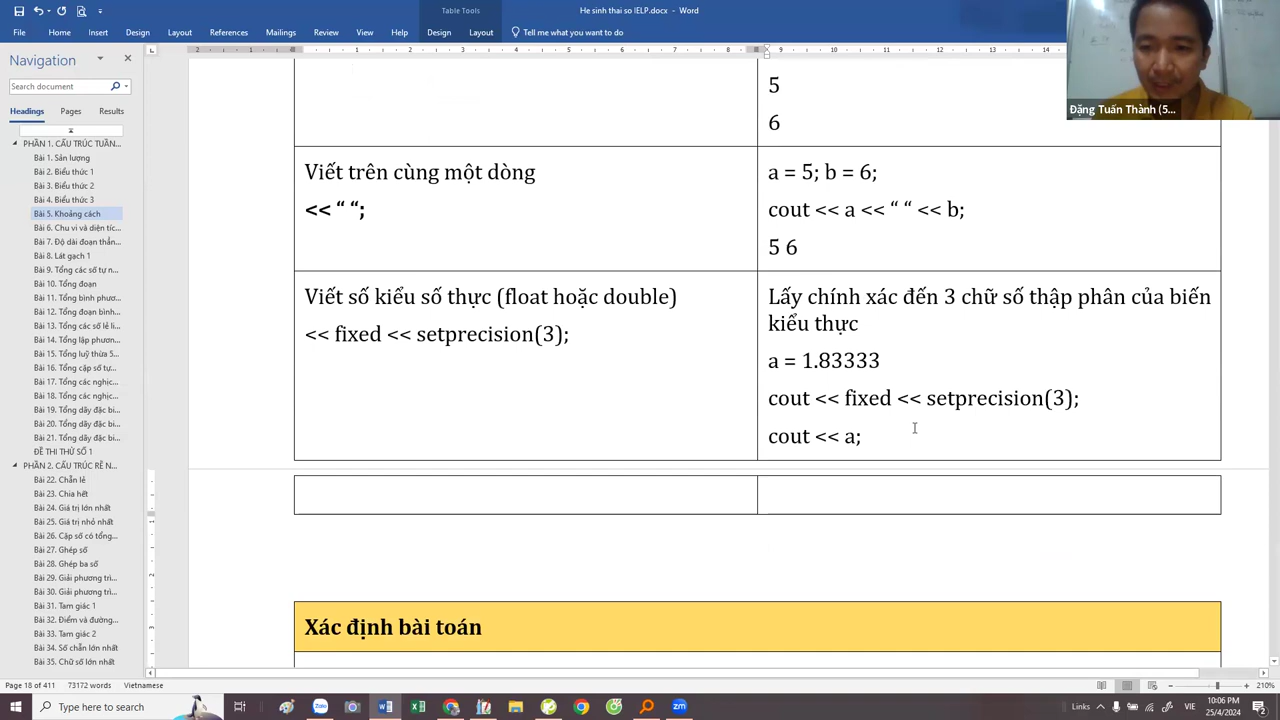 Table Tools
He sinh thai so IELP.docx - Word
File Home Insert Design Layout References Mailings Review View Help Design Layout Tell me what you want to do
Navigation
Search document
Headings Pages Results
PHẦN 1. CẤU TRÚC TUẦN...
Bài 1. Sản lượng
Bài 2. Biểu thức 1
Bài 3. Biểu thức 2
Bài 4. Biểu thức 3
Bài 5. Khoảng cách
Bài 6. Chu vi và diện tíc...
Bài 7. Độ dài đoạn thẳn...
Bài 8. Lát gạch 1
Bài 9. Tổng các số tự n...
Bài 10. Tổng đoạn
Bài 11. Tổng bình phươ...
Bài 12. Tổng đoạn bình...
Bài 13. Tổng các số lẻ li...
Bài 14. Tổng lập phươn...
Bài 15. Tổng luỹ thừa 5...
Bài 16. Tổng cặp số tự ...
Bài 17. Tổng các nghịc...
Bài 18. Tổng các nghịc...
Bài 19. Tổng dãy đặc bi...
Bài 20. Tổng dãy đặc bi...
Bài 21. Tổng dãy đặc bi...
ĐỀ THI THỬ SỐ 1
PHẦN 2. CẤU TRÚC RẼ N...
Bài 22. Chẵn lẻ
Bài 23. Chia hết
Bài 24. Giá trị lớn nhất
Bài 25. Giá trị nhỏ nhất
Bài 26. Cặp số có tổng...
Bài 27. Ghép số
Bài 28. Ghép ba số
Bài 29. Giải phương trì...
Bài 30. Giải phương trì...
Bài 31. Tam giác 1
Bài 32. Điểm và đường...
Bài 33. Tam giác 2
Bài 34. Số chẵn lớn nhất
Bài 35. Chữ số lớn nhất
5
6
Viết trên cùng một dòng
<< “ “;
a = 5; b = 6;
cout << a << “ “ << b;
5 6
Viết số kiểu số thực (float hoặc double)
<< fixed << setprecision(3);
Lấy chính xác đến 3 chữ số thập phân của biến
kiểu thực
a = 1.83333
cout << fixed << setprecision(3);
cout << a;
Xác định bài toán
Đặng Tuấn Thành (5...
Page 18 of 411 73172 words Vietnamese
210%
Type here to search
Links
VIE
10:06 PM
25/4/2024